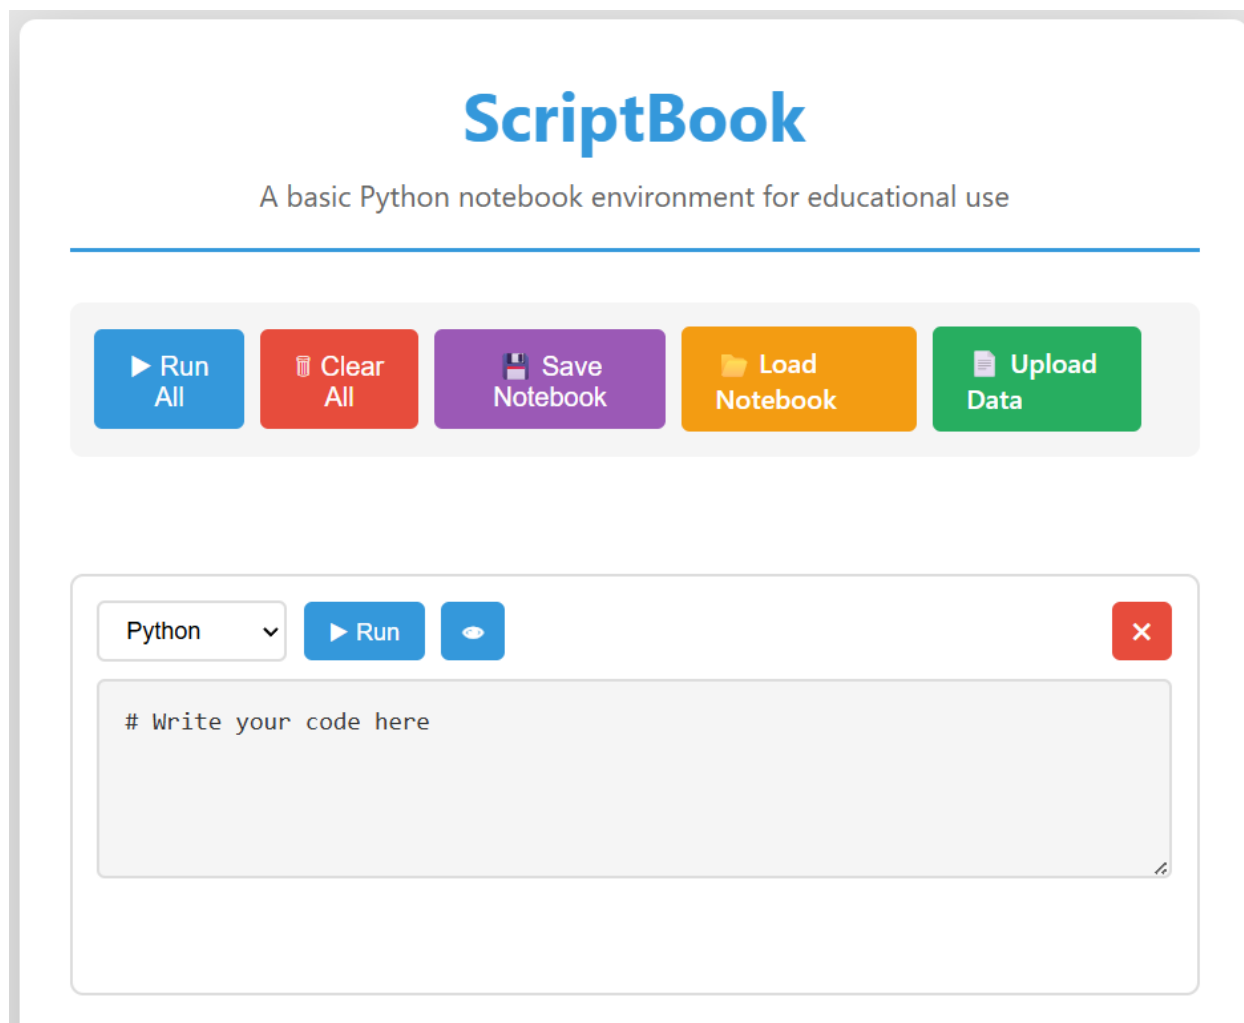 ScriptBook
A basic Python notebook environment for educational use
▶ Run
All
🗑 Clear
All
💾 Save
Notebook
📂 Load
Notebook
📄 Upload
Data
Python
▶ Run
👁
✕
# Write your code here